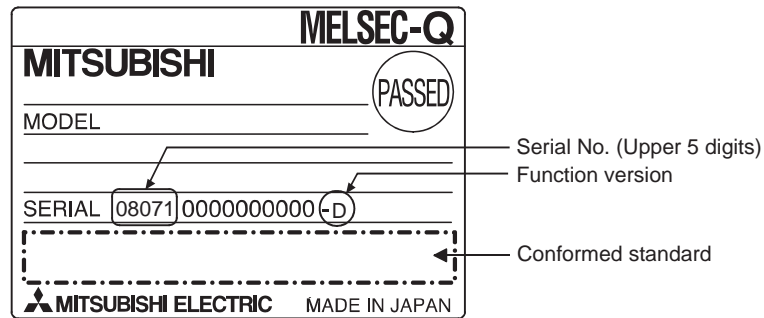 MELSEC-Q
MITSUBISHI
PASSED
MODEL
Serial No. (Upper 5 digits)
Function version
SERIAL 08071 0000000000 -D
Conformed standard
MITSUBISHI ELECTRIC MADE IN JAPAN